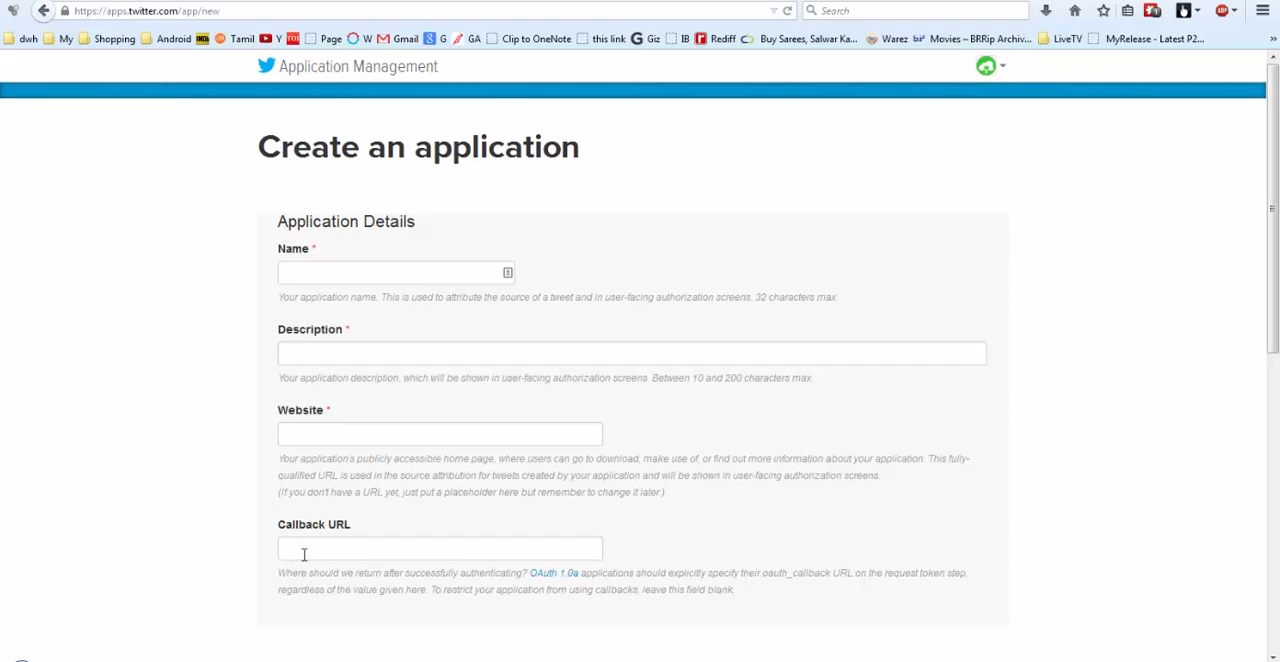 https://apps.twitter.com/app/new
Search
dwh My Shopping Android IMDb Tamil Y TOI Page W Gmail G GA Clip to OneNote this link Giz IB Rediff Buy Sarees, Salwar Ka... Warez Movies – BRRip Archiv... LiveTV MyRelease - Latest P2... »
Application Management
Create an application
Application Details
Name *
Your application name. This is used to attribute the source of a tweet and in user-facing authorization screens. 32 characters max.
Description *
Your application description, which will be shown in user-facing authorization screens. Between 10 and 200 characters max.
Website *
Your application's publicly accessible home page, where users can go to download, make use of, or find out more information about your application. This fully-
qualified URL is used in the source attribution for tweets created by your application and will be shown in user-facing authorization screens.
(If you don't have a URL yet, just put a placeholder here but remember to change it later.)
Callback URL
Where should we return after successfully authenticating? OAuth 1.0a applications should explicitly specify their oauth_callback URL on the request token step,
regardless of the value given here. To restrict your application from using callbacks, leave this field blank.